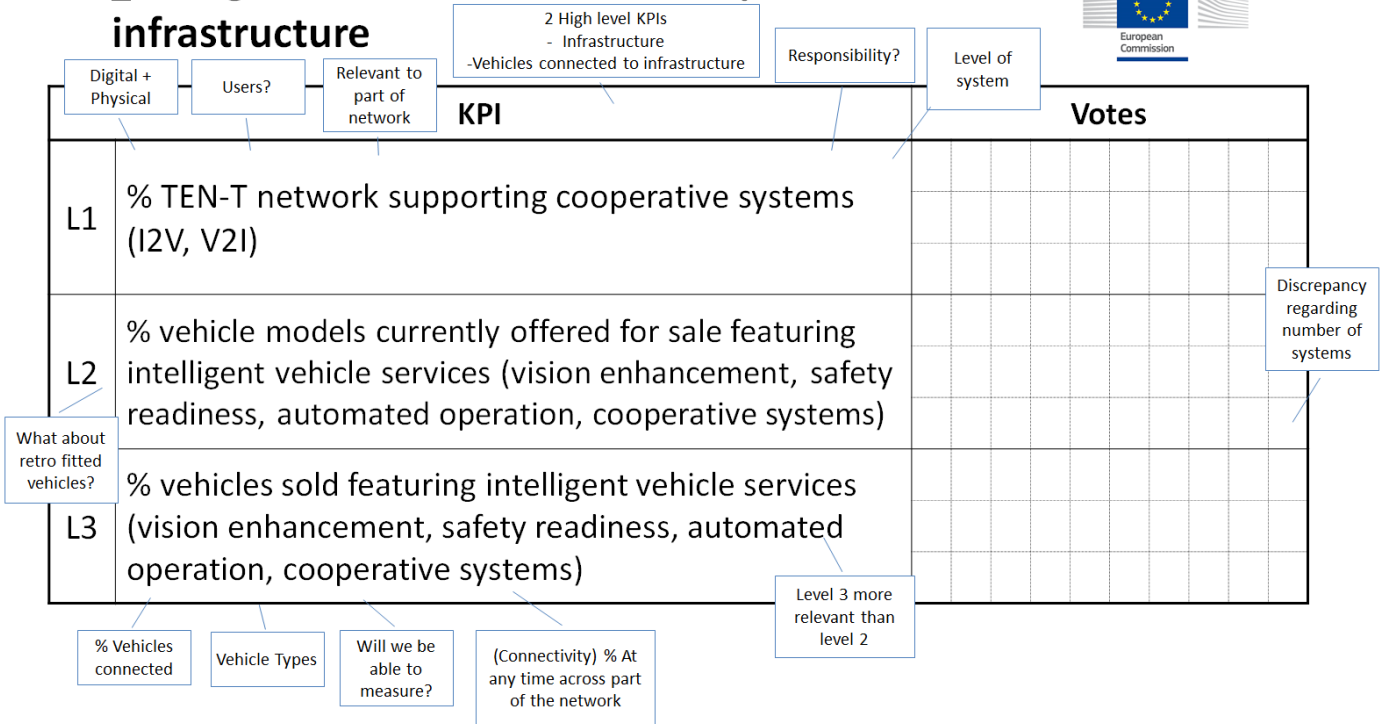 infrastructure
2 High level KPIs
- Infrastructure
-Vehicles connected to infrastructure
Responsibility?
Level of
system
European
Commission
Digital +
Physical
Users?
Relevant to
part of
network
KPI
Votes
L1
% TEN-T network supporting cooperative systems
(I2V, V2I)
L2
% vehicle models currently offered for sale featuring
intelligent vehicle services (vision enhancement, safety
readiness, automated operation, cooperative systems)
Discrepancy
regarding
number of
systems
What about
retro fitted
vehicles?
L3
% vehicles sold featuring intelligent vehicle services
(vision enhancement, safety readiness, automated
operation, cooperative systems)
Level 3 more
relevant than
level 2
% Vehicles
connected
Vehicle Types
Will we be
able to
measure?
(Connectivity) % At
any time across part
of the network